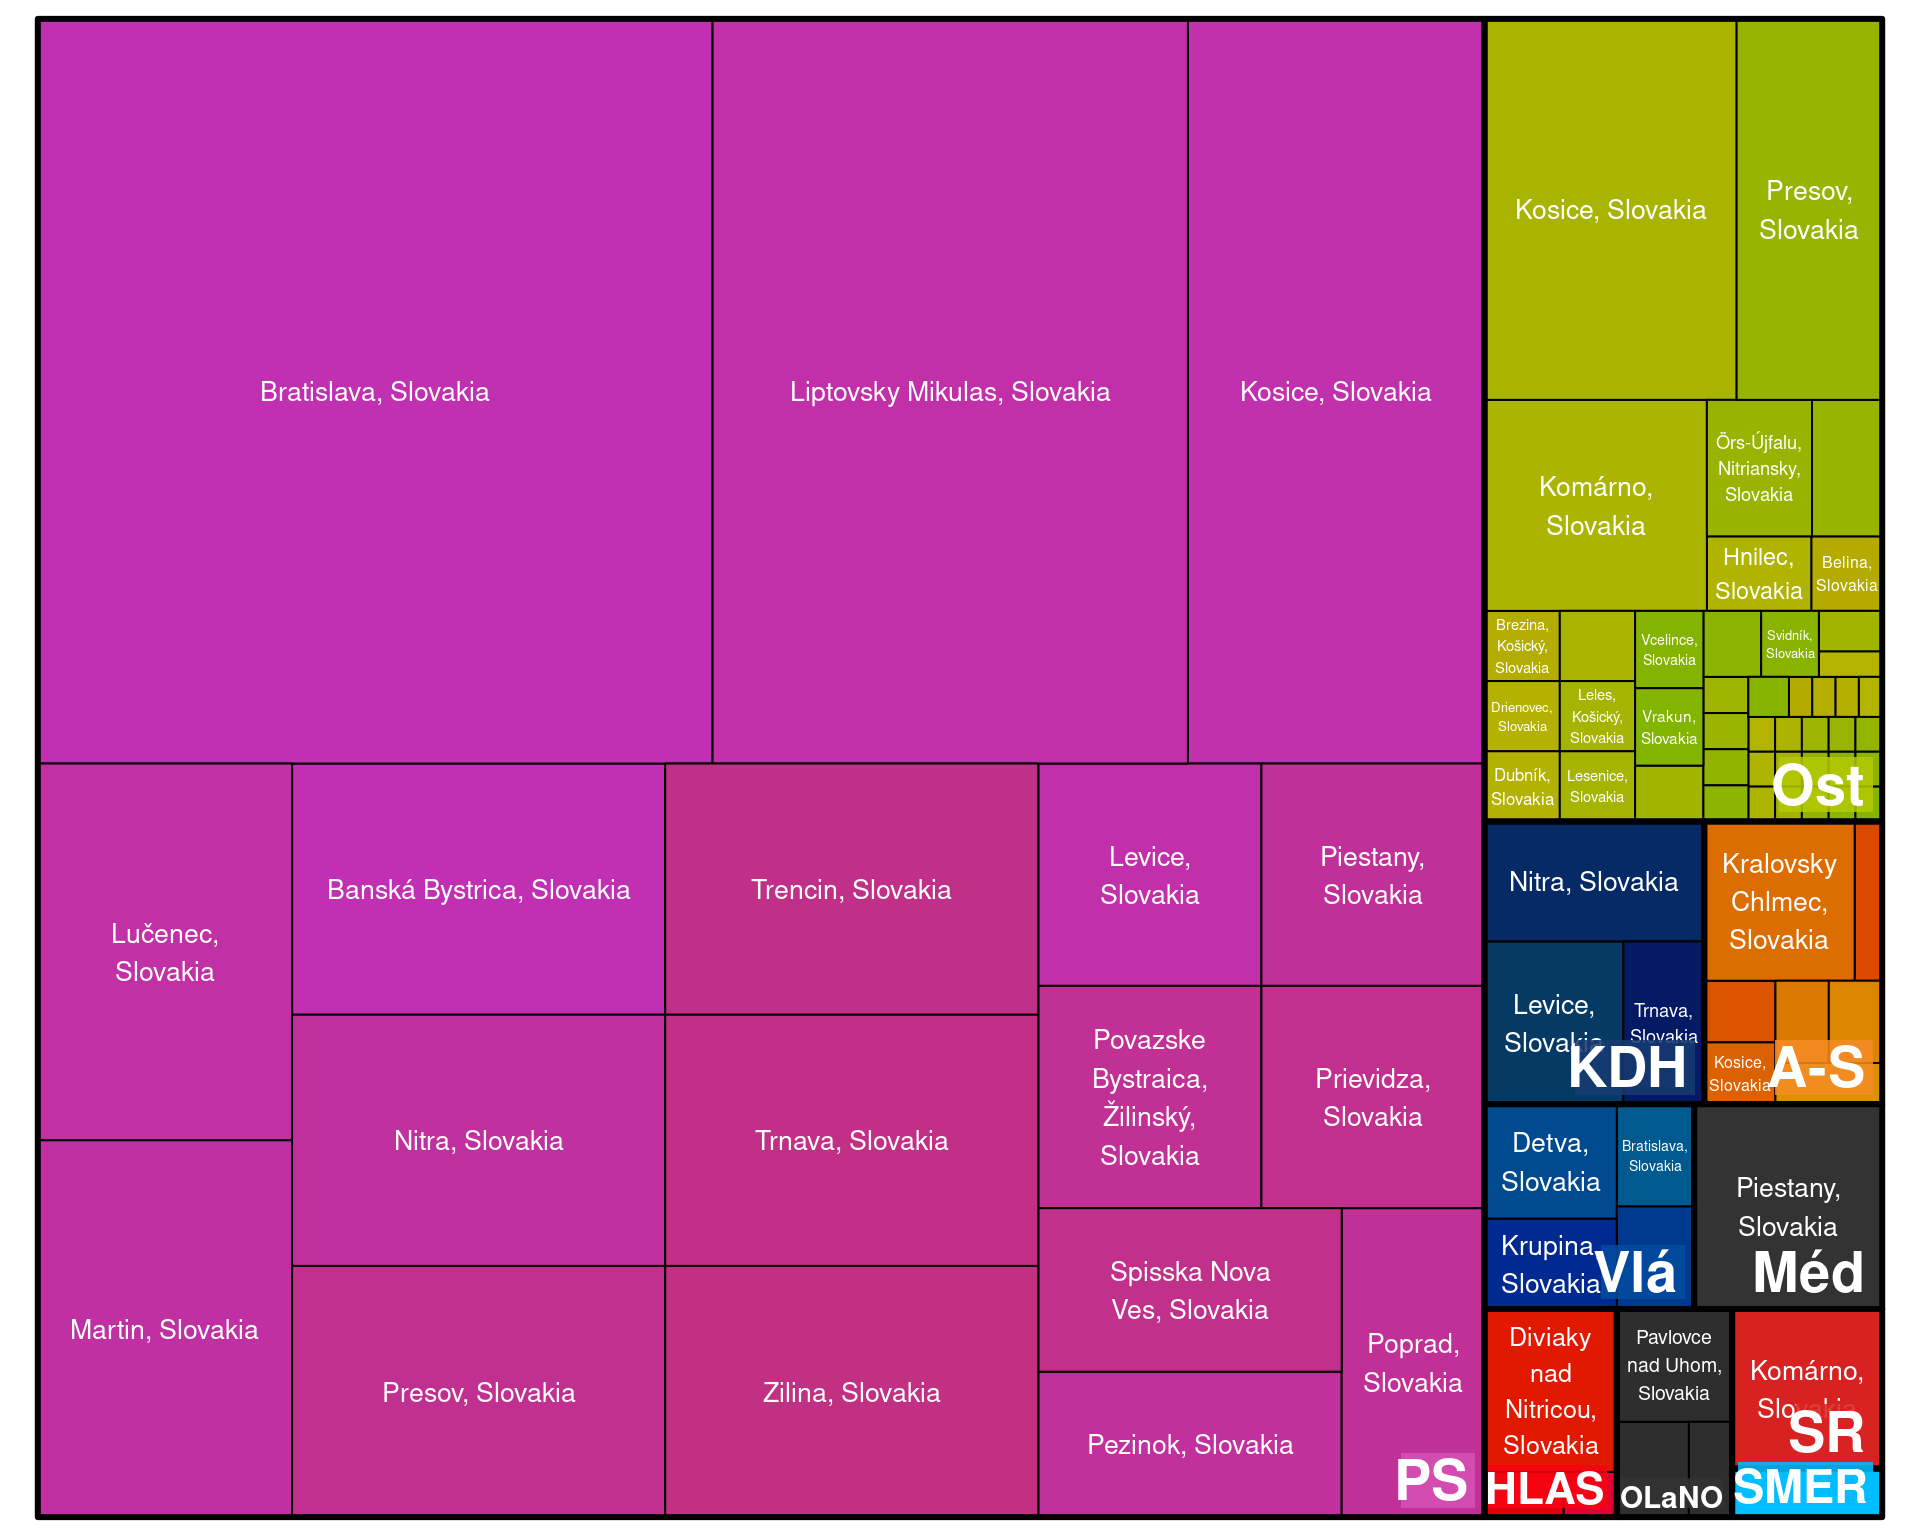 Bratislava, Slovakia
Liptovsky Mikulas, Slovakia
Kosice, Slovakia
Lučenec,
Slovakia
Martin, Slovakia
Banská Bystrica, Slovakia
Nitra, Slovakia
Presov, Slovakia
Trencin, Slovakia
Trnava, Slovakia
Zilina, Slovakia
Levice,
Slovakia
Piestany,
Slovakia
Povazske
Bystraica,
Žilinský,
Slovakia
Prievidza,
Slovakia
Spisska Nova
Ves, Slovakia
Pezinok, Slovakia
Poprad,
Slovakia
PS
Kosice, Slovakia
Presov,
Slovakia
Komárno,
Slovakia
Örs-Újfalu,
Nitriansky,
Slovakia
Hnilec,
Slovakia
Belina,
Slovakia
Brezina,
Košický,
Slovakia
Drienovec,
Slovakia
Dubník,
Slovakia
Leles,
Košický,
Slovakia
Lesenice,
Slovakia
Vcelince,
Slovakia
Vrakun,
Slovakia
Svidník,
Slovakia
Ost
Nitra, Slovakia
Levice,
Slovakia
Trnava,
Slovakia
KDH
Kralovsky
Chlmec,
Slovakia
Kosice,
Slovakia
A-S
Detva,
Slovakia
Bratislava,
Slovakia
Krupina,
Slovakia
Vlá
Piestany,
Slovakia
Méd
Diviaky
nad
Nitricou,
Slovakia
HLAS
Pavlovce
nad Uhom,
Slovakia
OLaNO
Komárno,
Slovakia
SR
SMER